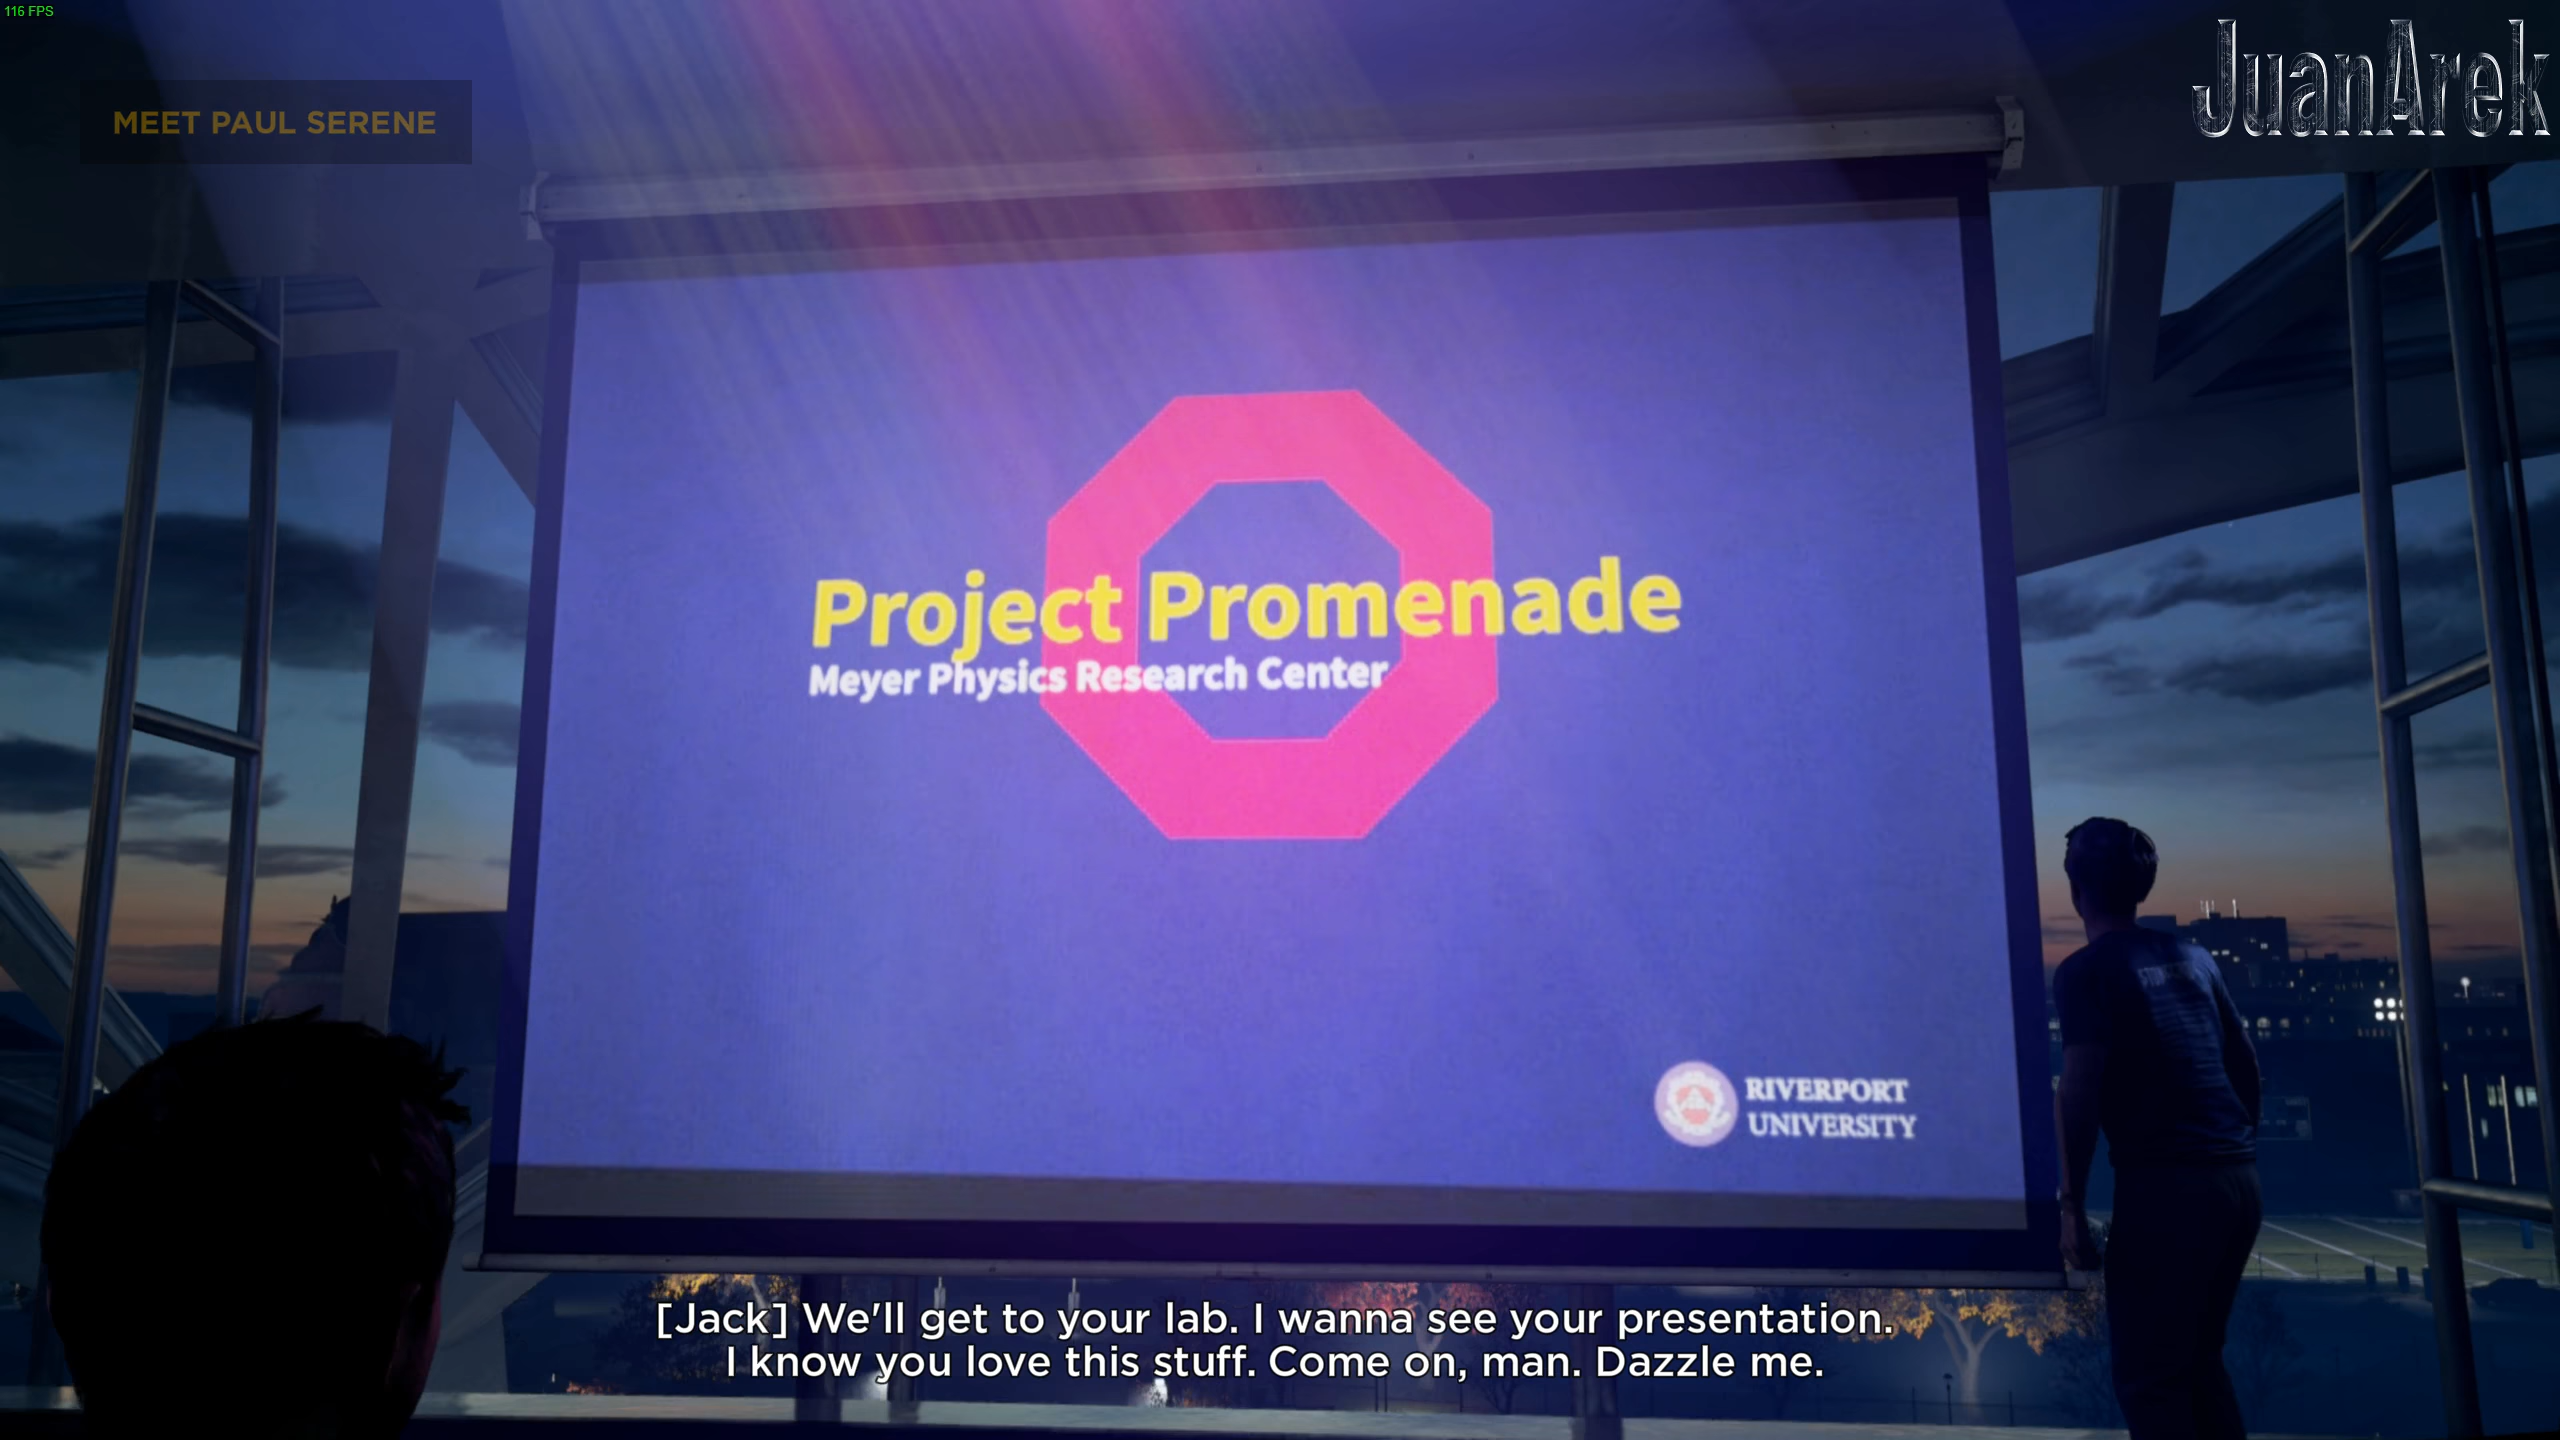 116 FPS
JuanArek
MEET PAUL SERENE
Project Promenade
Meyer Physics Research Center
RIVERPORT
UNIVERSITY
[Jack] We'll get to your lab. I wanna see your presentation.
I know you love this stuff. Come on, man. Dazzle me.